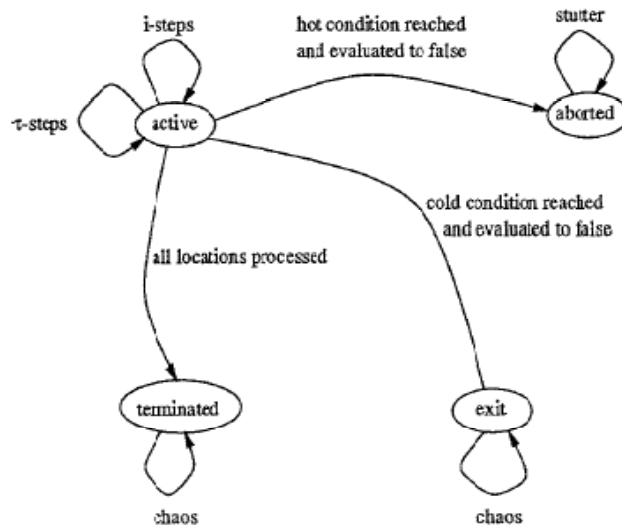 i-steps
hot condition reached
and evaluated to false
stutter
τ-steps
active
aborted
cold condition reached
and evaluated to false
all locations processed
terminated
exit
chaos
chaos